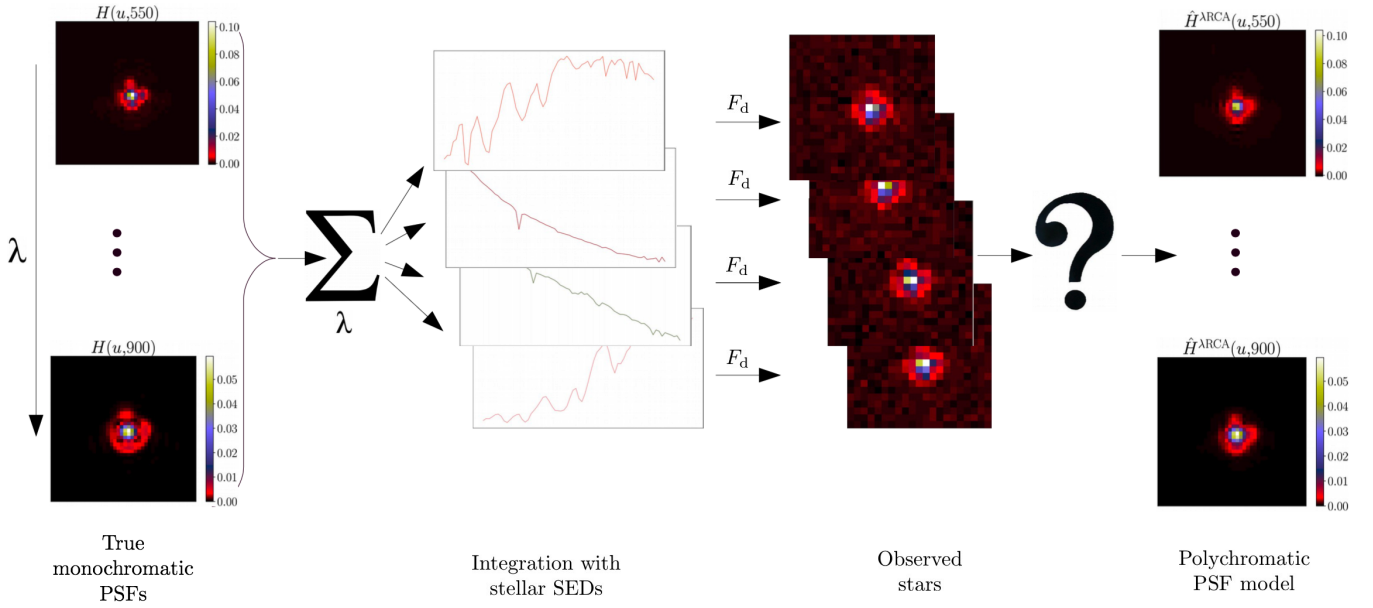 H(u,550)
0.10
0.08
0.06
0.04
0.02
0.00
λ
H(u,900)
0.05
0.04
0.03
0.02
0.01
0.00
∑
λ
F_d
F_d
F_d
F_d
?
Ĥ^λRCA(u,550)
0.10
0.08
0.06
0.04
0.02
0.00
Ĥ^λRCA(u,900)
0.05
0.04
0.03
0.02
0.01
0.00
True
monochromatic
PSFs
Integration with
stellar SEDs
Observed
stars
Polychromatic
PSF model